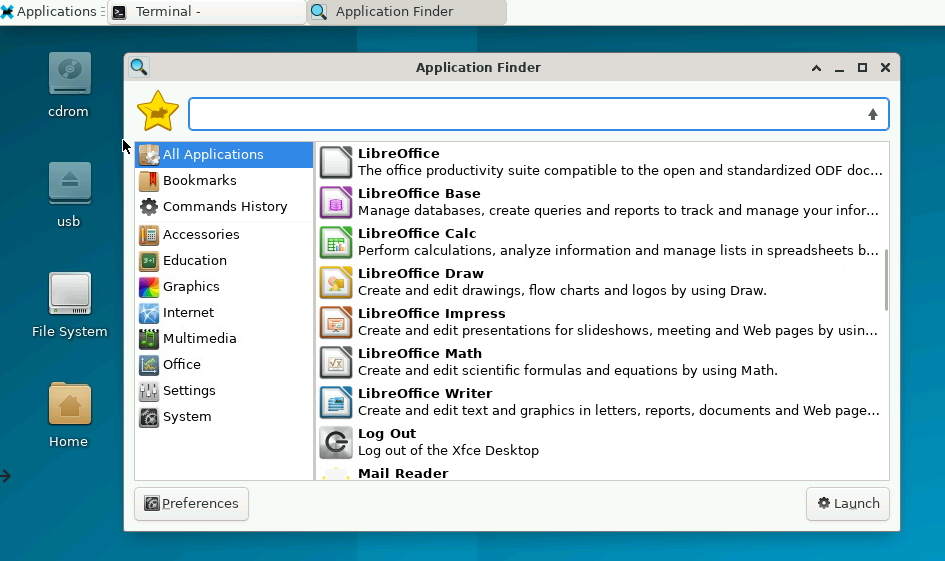 Applications
Terminal -
Application Finder
Application Finder
cdrom
usb
File System
Home
All Applications
Bookmarks
Commands History
Accessories
Education
Graphics
Internet
Multimedia
Office
Settings
System
LibreOffice
The office productivity suite compatible to the open and standardized ODF doc...
LibreOffice Base
Manage databases, create queries and reports to track and manage your infor...
LibreOffice Calc
Perform calculations, analyze information and manage lists in spreadsheets b...
LibreOffice Draw
Create and edit drawings, flow charts and logos by using Draw.
LibreOffice Impress
Create and edit presentations for slideshows, meeting and Web pages by usin...
LibreOffice Math
Create and edit scientific formulas and equations by using Math.
LibreOffice Writer
Create and edit text and graphics in letters, reports, documents and Web page...
Log Out
Log out of the Xfce Desktop
Mail Reader
Preferences
Launch